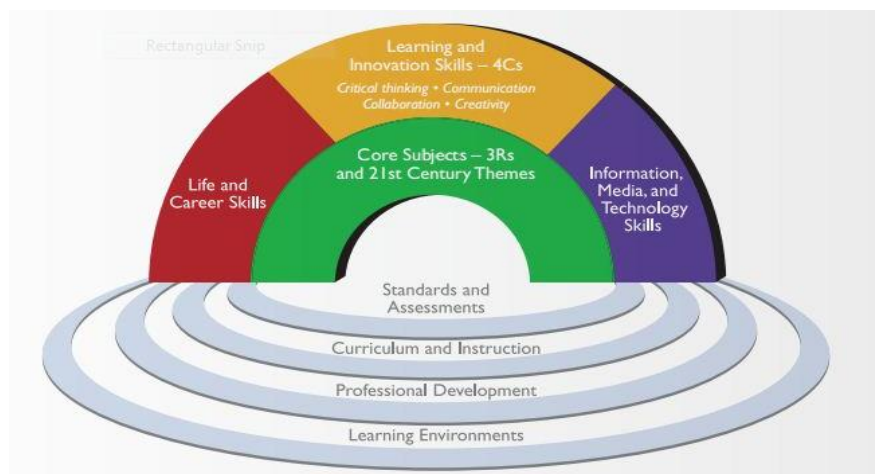 Rectangular Snip
Learning and
Innovation Skills – 4Cs
Critical thinking • Communication
Collaboration • Creativity
Core Subjects – 3Rs
and 21st Century Themes
Life and
Career Skills
Information,
Media, and
Technology
Skills
Standards and
Assessments
Curriculum and Instruction
Professional Development
Learning Environments